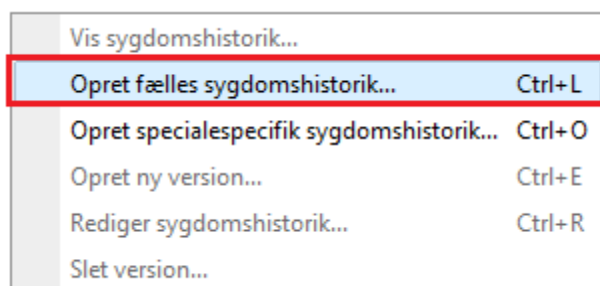 Vis sygdomshistorik...
Opret fælles sygdomshistorik... Ctrl+L
Opret specialespecifik sygdomshistorik... Ctrl+O
Opret ny version... Ctrl+E
Rediger sygdomshistorik... Ctrl+R
Slet version...